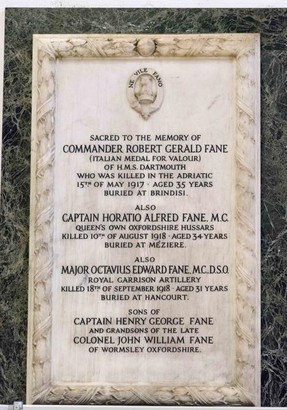 NE VILE FANO
SACRED TO THE MEMORY OF
COMMANDER ROBERT GERALD FANE
(ITALIAN MEDAL FOR VALOUR)
OF H.M.S. DARTMOUTH
WHO WAS KILLED IN THE ADRIATIC
15TH OF MAY 1917 · AGED 35 YEARS
BURIED AT BRINDISI.
ALSO
CAPTAIN HORATIO ALFRED FANE, M.C.
QUEEN'S OWN OXFORDSHIRE HUSSARS
KILLED 10TH OF AUGUST 1918 · AGED 34 YEARS
BURIED AT MÉZIERE.
ALSO
MAJOR OCTAVIUS EDWARD FANE, M.C., D.S.O.
ROYAL GARRISON ARTILLERY
KILLED 18TH OF SEPTEMBER 1918 · AGED 31 YEARS
BURIED AT HANCOURT.
SONS OF
CAPTAIN HENRY GEORGE FANE
AND GRANDSONS OF THE LATE
COLONEL JOHN WILLIAM FANE
OF WORMSLEY OXFORDSHIRE.